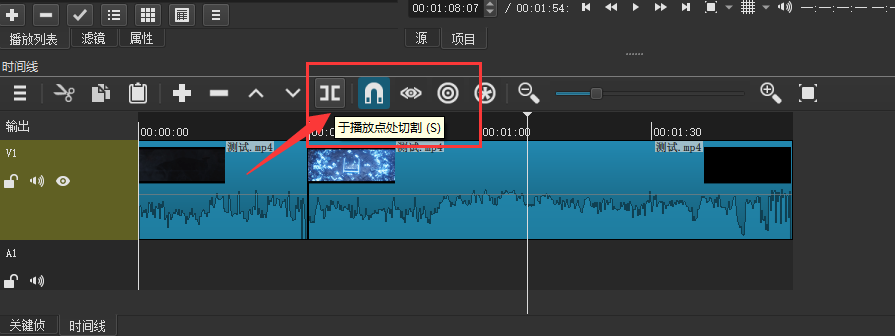 00:01:08:07 / 00:01:54: --:--:--:--
播放列表 滤镜 属性 源 项目
时间线
于播放点处切割 (S)
输出 00:00:00 00:01:00 00:01:30
V1 测试.mp4 测试.mp4 测试.mp4
A1
关键侦 时间线